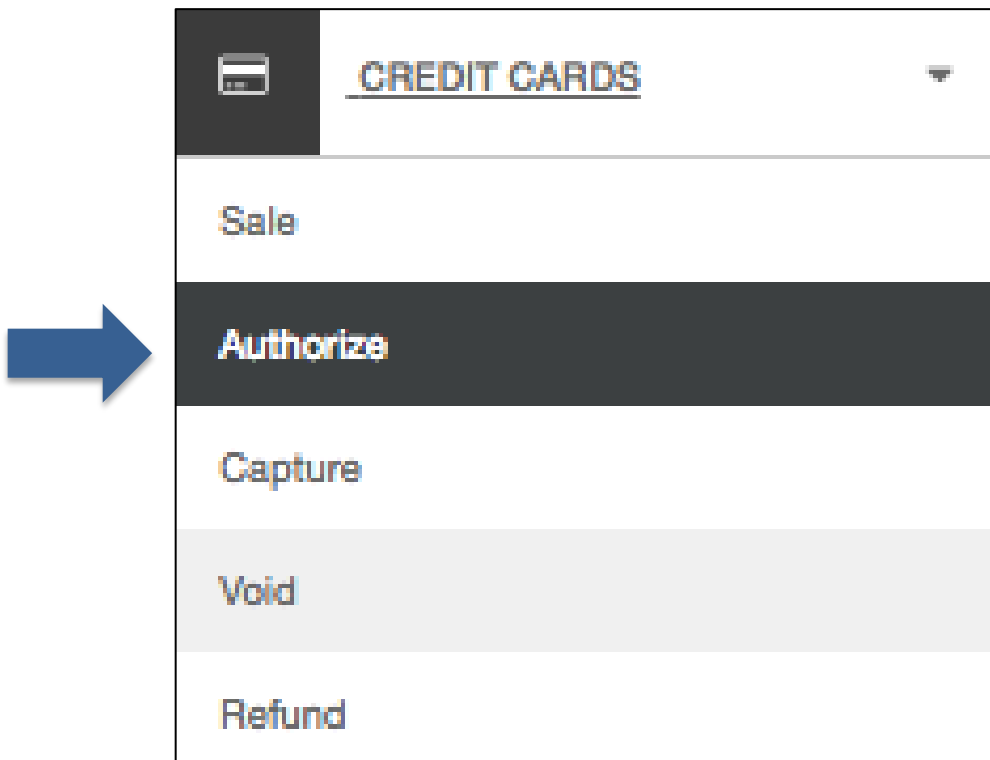 CREDIT CARDS
Sale
Authorize
Capture
Void
Refund